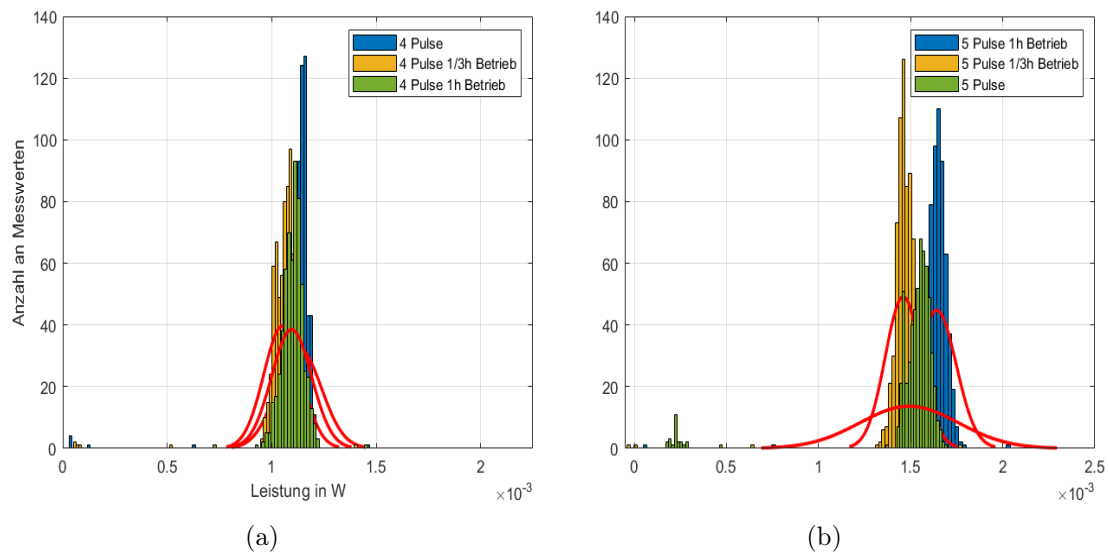 140
120
100
80
60
40
20
0
Anzahl an Messwerten
4 Pulse
4 Pulse 1/3h Betrieb
4 Pulse 1h Betrieb
0 0.5 1 1.5 2
Leistung in W
×10⁻³
(a)
140
120
100
80
60
40
20
0
5 Pulse 1h Betrieb
5 Pulse 1/3h Betrieb
5 Pulse
0 0.5 1 1.5 2 2.5
×10⁻³
(b)